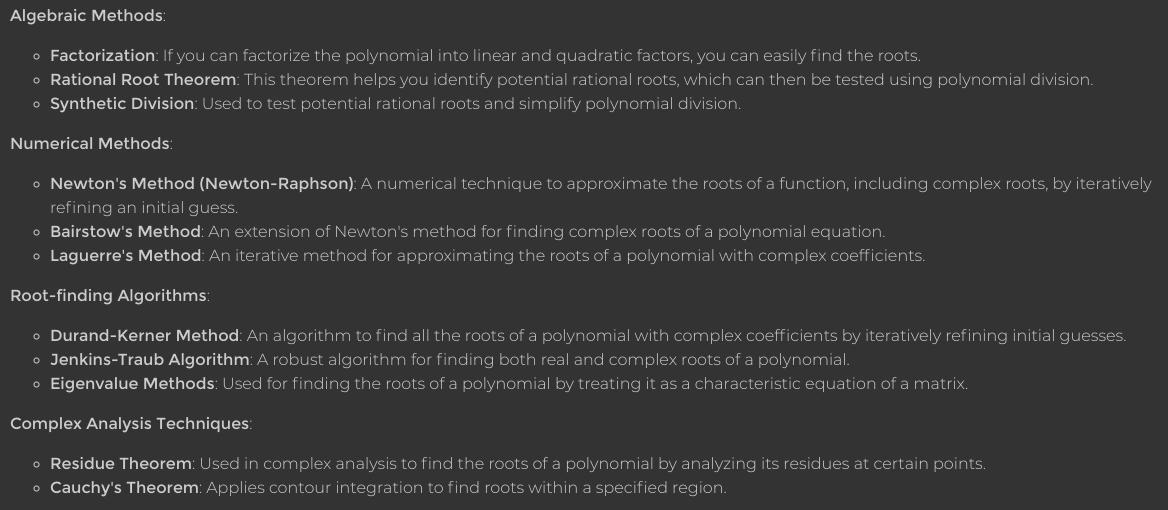 Algebraic Methods:
Factorization: If you can factorize the polynomial into linear and quadratic factors, you can easily find the roots.
Rational Root Theorem: This theorem helps you identify potential rational roots, which can then be tested using polynomial division.
Synthetic Division: Used to test potential rational roots and simplify polynomial division.
Numerical Methods:
Newton's Method (Newton-Raphson): A numerical technique to approximate the roots of a function, including complex roots, by iteratively
refining an initial guess.
Bairstow's Method: An extension of Newton's method for finding complex roots of a polynomial equation.
Laguerre's Method: An iterative method for approximating the roots of a polynomial with complex coefficients.
Root-finding Algorithms:
Durand-Kerner Method: An algorithm to find all the roots of a polynomial with complex coefficients by iteratively refining initial guesses.
Jenkins-Traub Algorithm: A robust algorithm for finding both real and complex roots of a polynomial.
Eigenvalue Methods: Used for finding the roots of a polynomial by treating it as a characteristic equation of a matrix.
Complex Analysis Techniques:
Residue Theorem: Used in complex analysis to find the roots of a polynomial by analyzing its residues at certain points.
Cauchy's Theorem: Applies contour integration to find roots within a specified region.